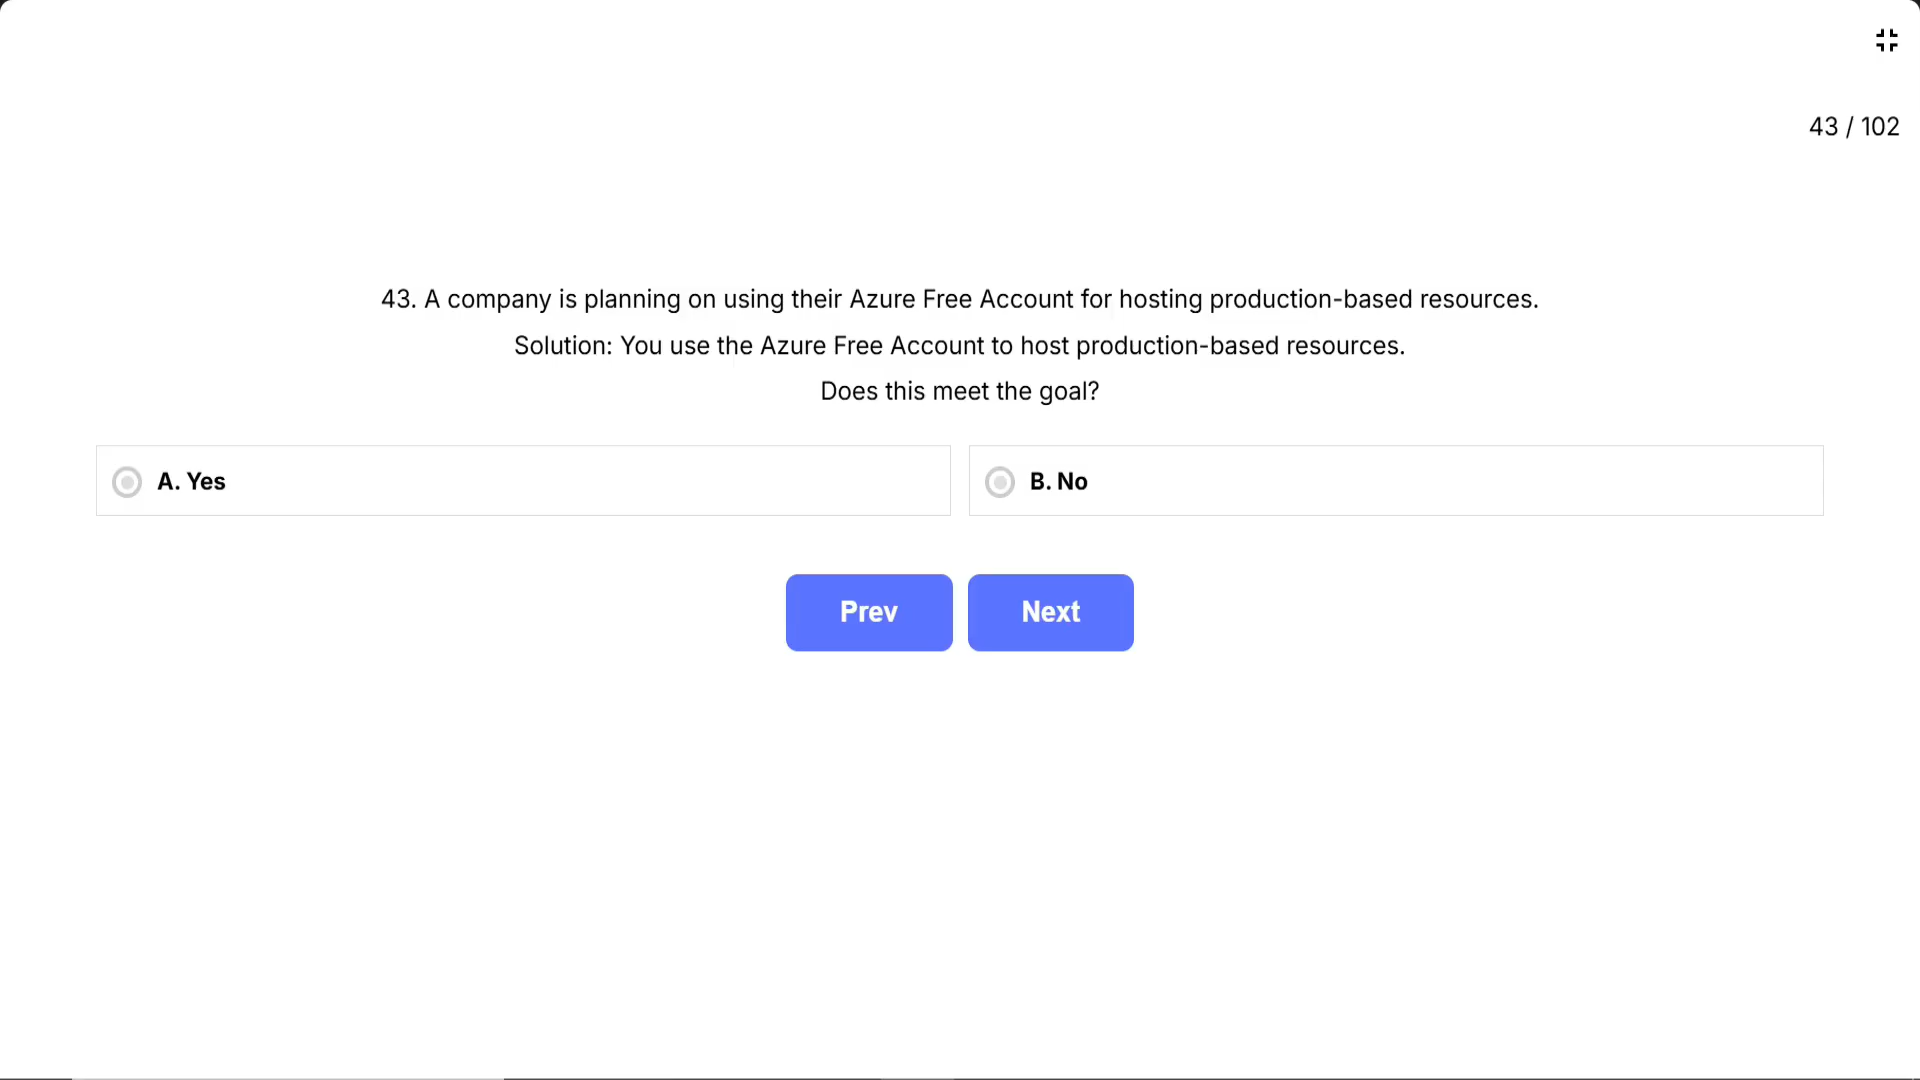 43 / 102
43. A company is planning on using their Azure Free Account for hosting production-based resources.
Solution: You use the Azure Free Account to host production-based resources.
Does this meet the goal?
A. Yes
B. No
Prev
Next